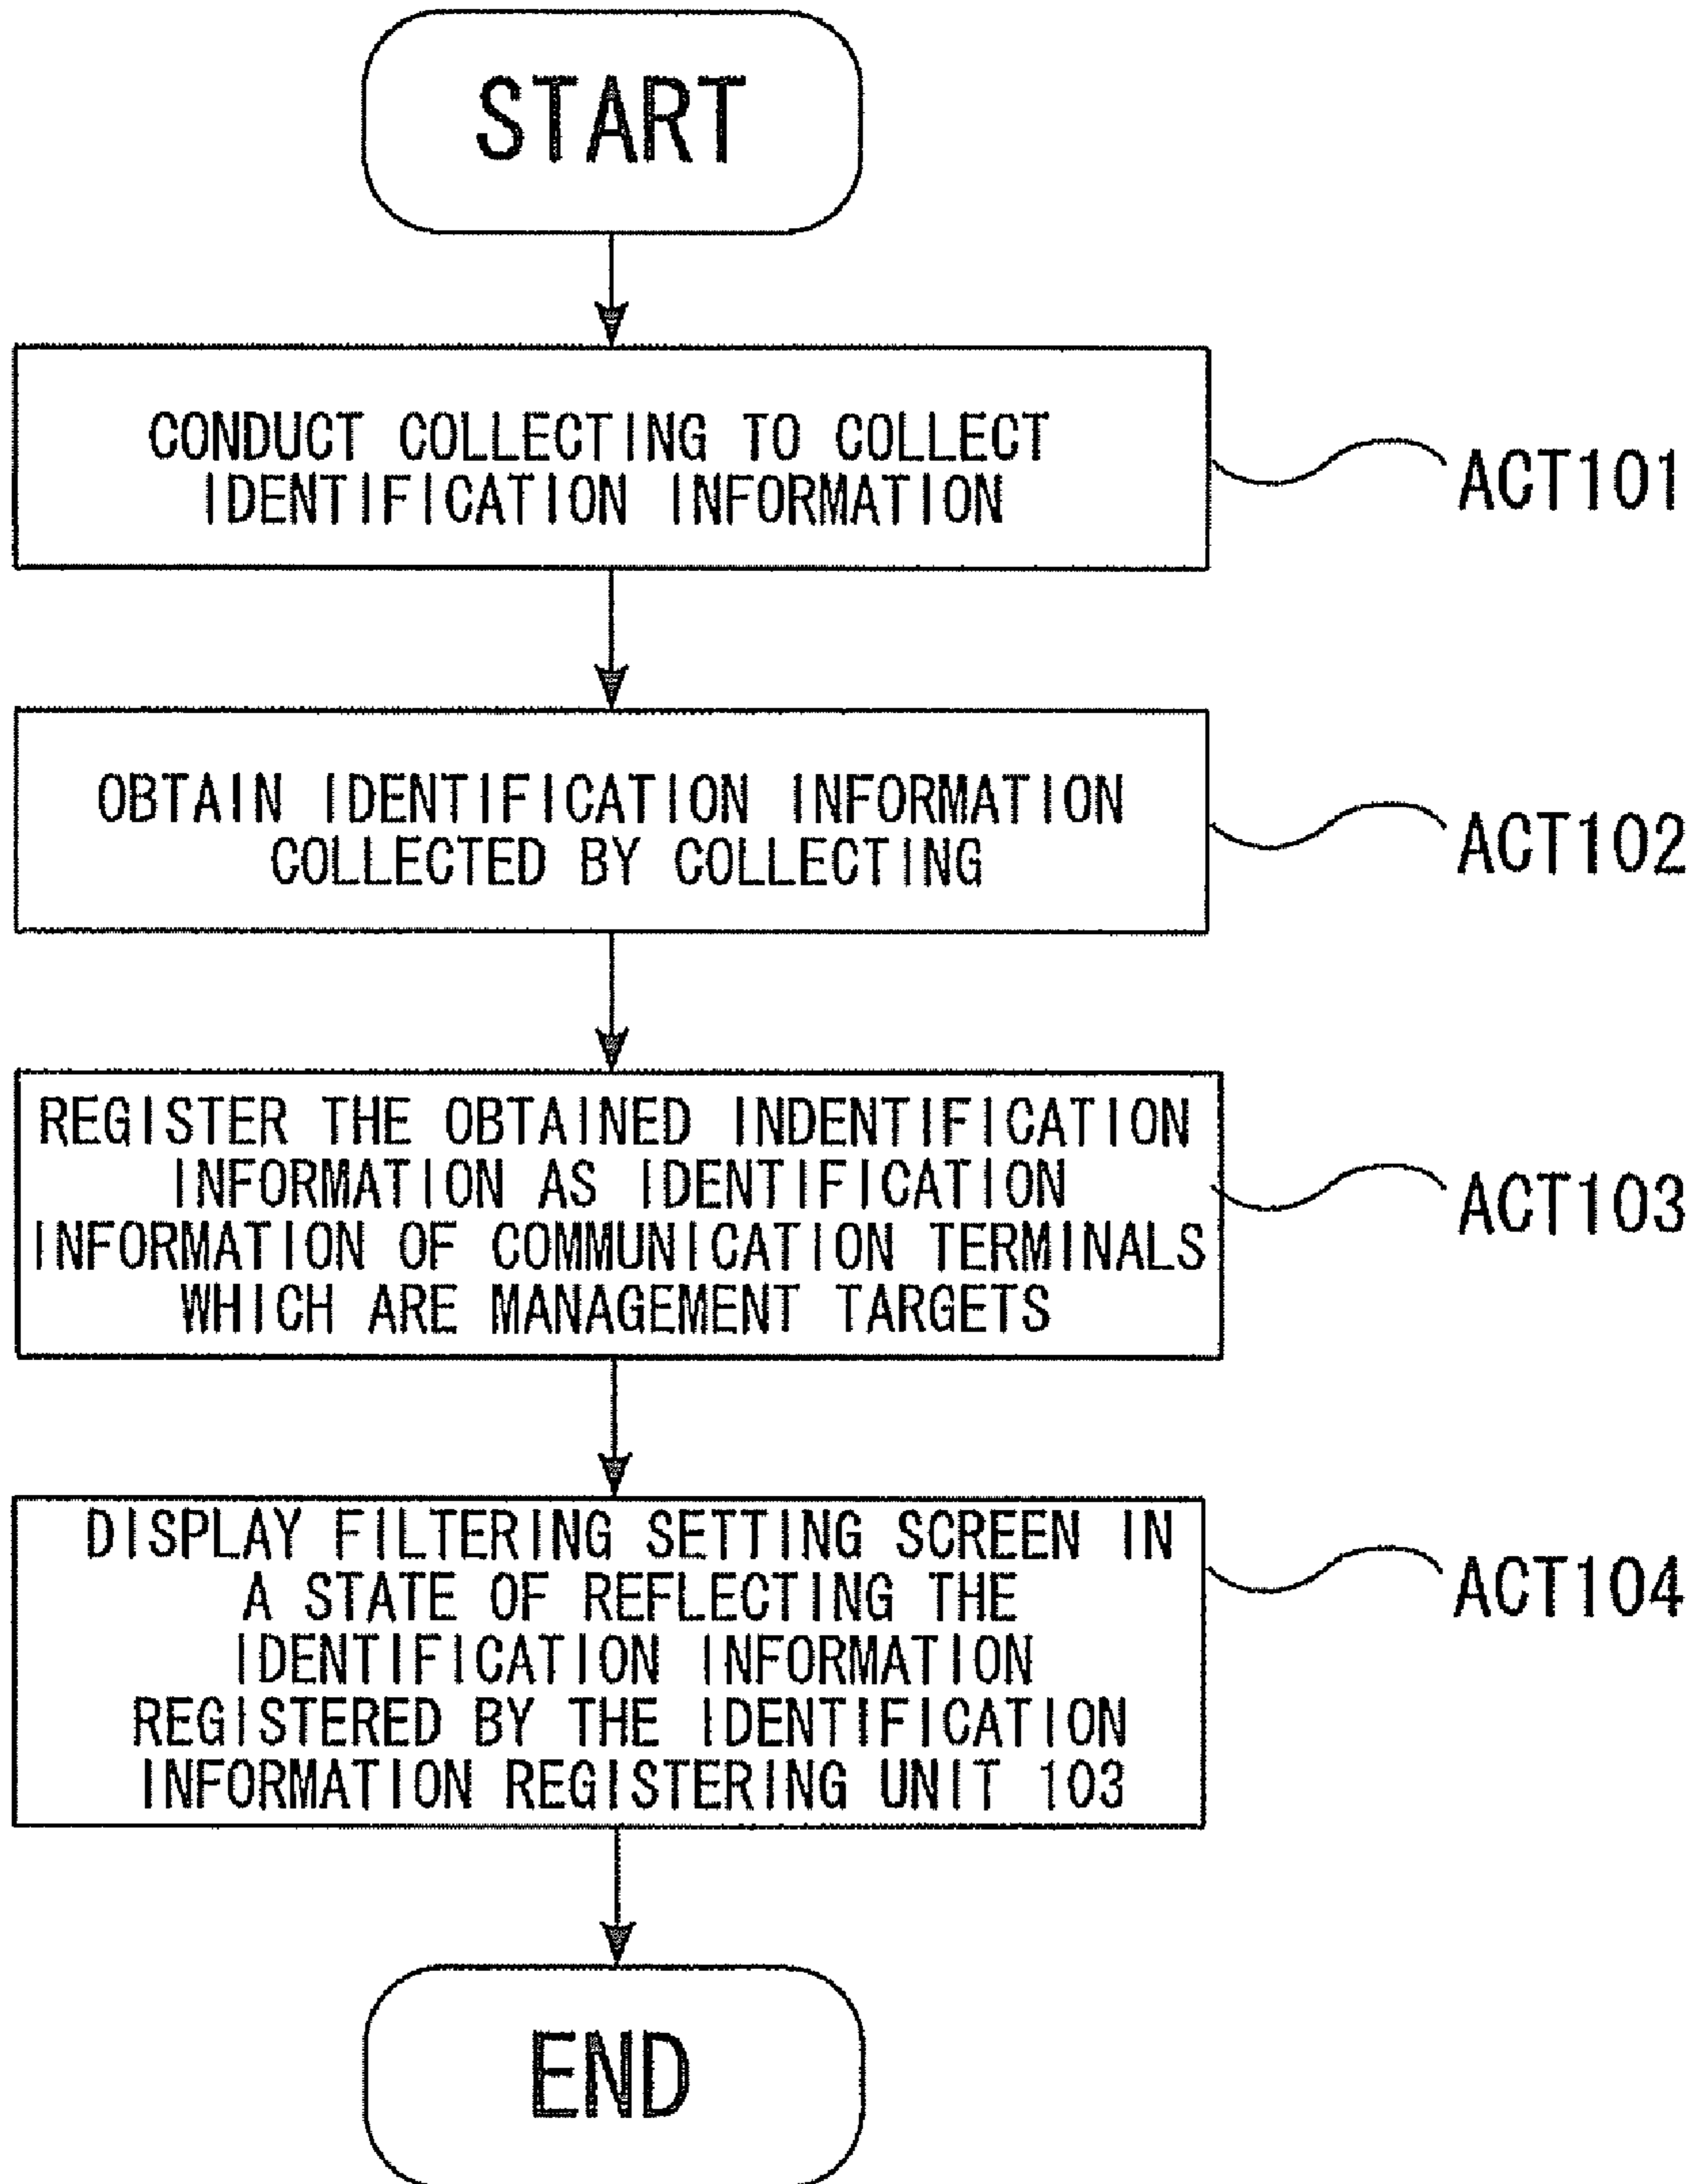 START
CONDUCT COLLECTING TO COLLECT
IDENTIFICATION INFORMATION
ACT101
OBTAIN IDENTIFICATION INFORMATION
COLLECTED BY COLLECTING
ACT102
REGISTER THE OBTAINED INDENTIFICATION
INFORMATION AS IDENTIFICATION
INFORMATION OF COMMUNICATION TERMINALS
WHICH ARE MANAGEMENT TARGETS
ACT103
DISPLAY FILTERING SETTING SCREEN IN
A STATE OF REFLECTING THE
IDENTIFICATION INFORMATION
REGISTERED BY THE IDENTIFICATION
INFORMATION REGISTERING UNIT 103
ACT104
END